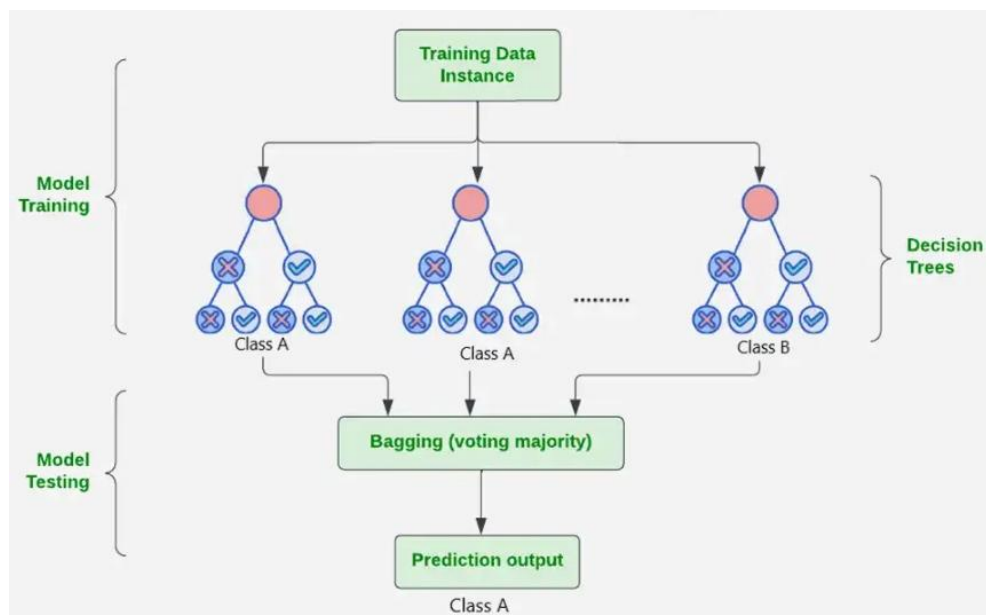 Training Data
Instance
Model
Training
Decision
Trees
.........
Class A
Class A
Class B
Model
Testing
Bagging (voting majority)
Prediction output
Class A